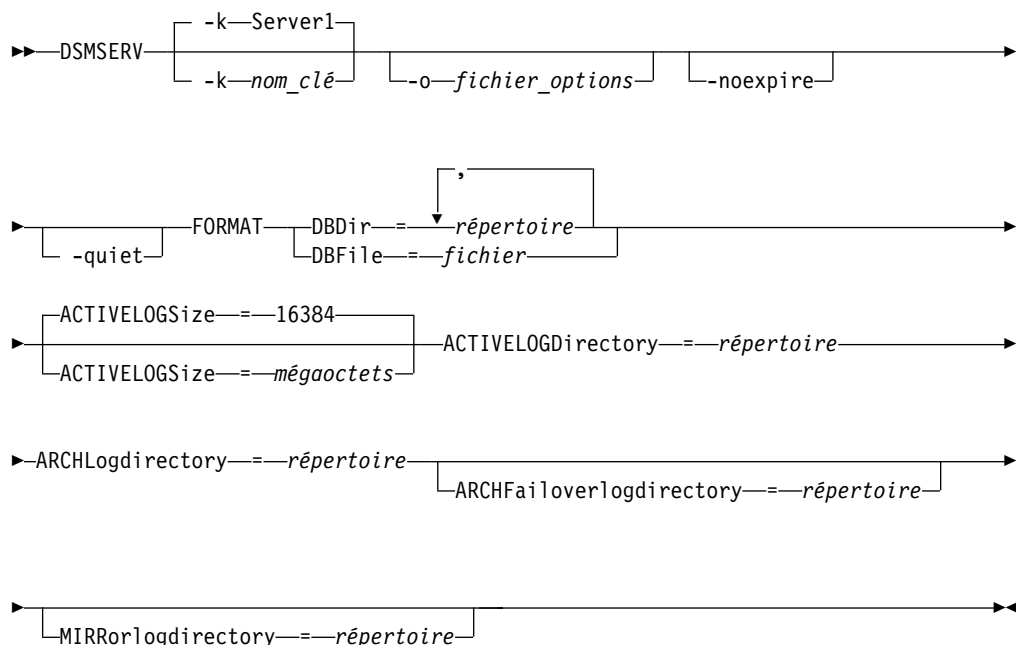 -k Server1
DSMSERV
-k nom_clé
-o fichier_options
-noexpire
,
-quiet
FORMAT
DBDir = répertoire
DBFile = fichier
ACTIVELOGSize = 16384
ACTIVELOGSize = mégaoctets
ACTIVELOGDirectory = répertoire
ARCHLogdirectory = répertoire
ARCHFailoverlogdirectory = répertoire
MIRRorlogdirectory = répertoire